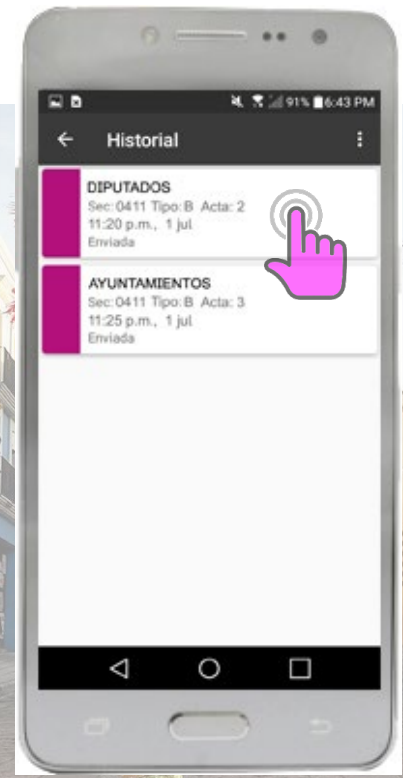 91% 6:43 PM
Historial
DIPUTADOS
Sec: 0411 Tipo: B Acta: 2
11:20 p.m., 1 jul
Enviada
AYUNTAMIENTOS
Sec: 0411 Tipo: B Acta: 3
11:25 p.m., 1 jul
Enviada